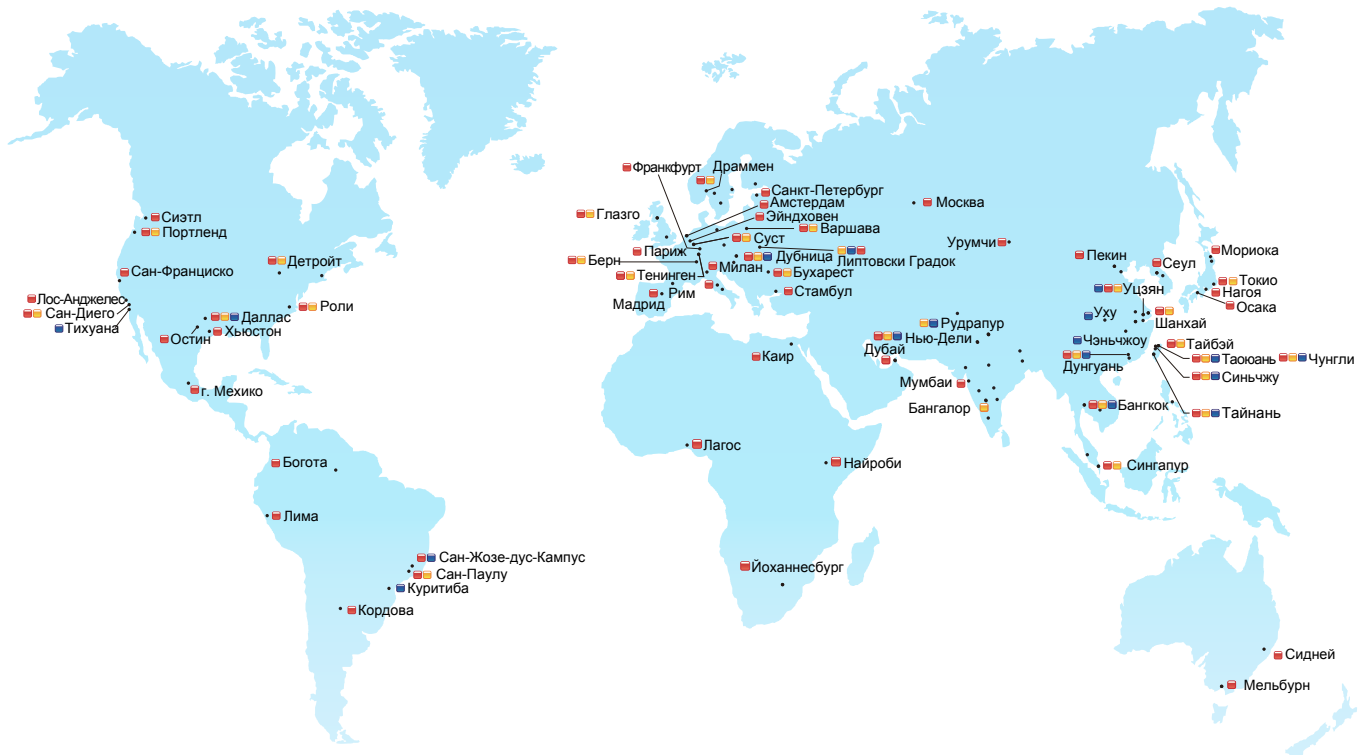 Сиэтл
Портленд
Сан-Франциско
Детройт
Лос-Анджелес
Сан-Диего
Тихуана
Роли
Даллас
Хьюстон
Остин
г. Мехико
Богота
Лима
Сан-Жозе-дус-Кампус
Сан-Паулу
Куритиба
Кордова
Франкфурт
Драммен
Санкт-Петербург
Амстердам
Эйндховен
Глазго
Варшава
Суст
Париж
Дубница
Липтовски Градок
Берн
Милан
Тенинген
Бухарест
Рим
Мадрид
Стамбул
Москва
Урумчи
Каир
Дубай
Рудрапур
Нью-Дели
Мумбаи
Бангалор
Лагос
Найроби
Йоханнесбург
Пекин
Сеул
Мориока
Токио
Нагоя
Осака
Уцзян
Уху
Шанхай
Чэньчжоу
Тайбэй
Дунгуань
Таоюань
Чунгли
Синьчжу
Бангкок
Тайнань
Сингапур
Сидней
Мельбурн